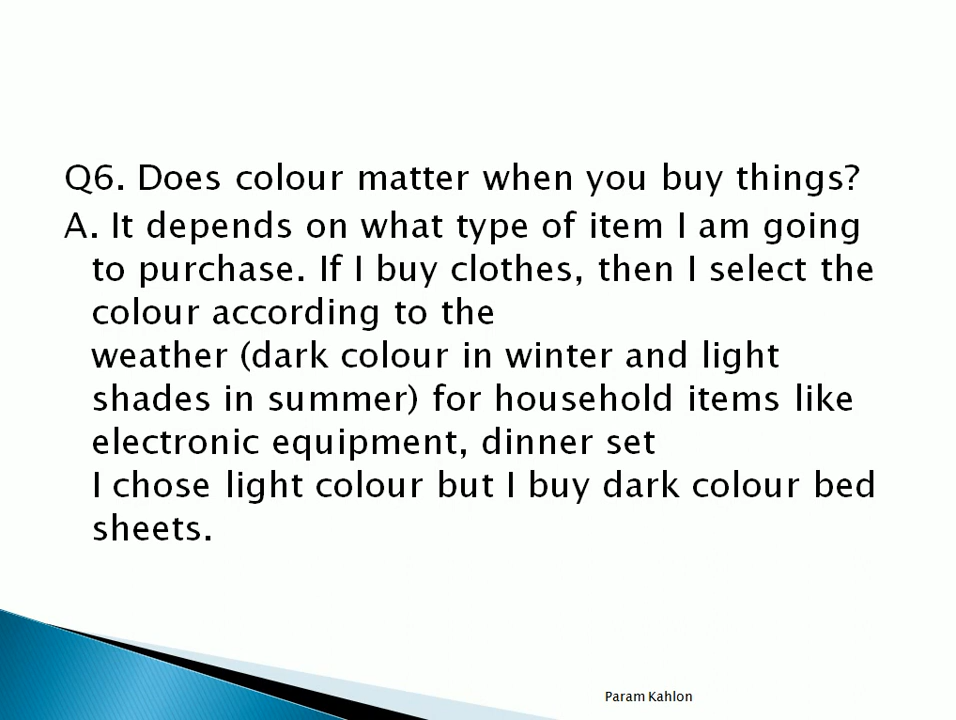 Q6. Does colour matter when you buy things?
A. It depends on what type of item I am going
to purchase. If I buy clothes, then I select the
colour according to the
weather (dark colour in winter and light
shades in summer) for household items like
electronic equipment, dinner set
I chose light colour but I buy dark colour bed
sheets.
Param Kahlon